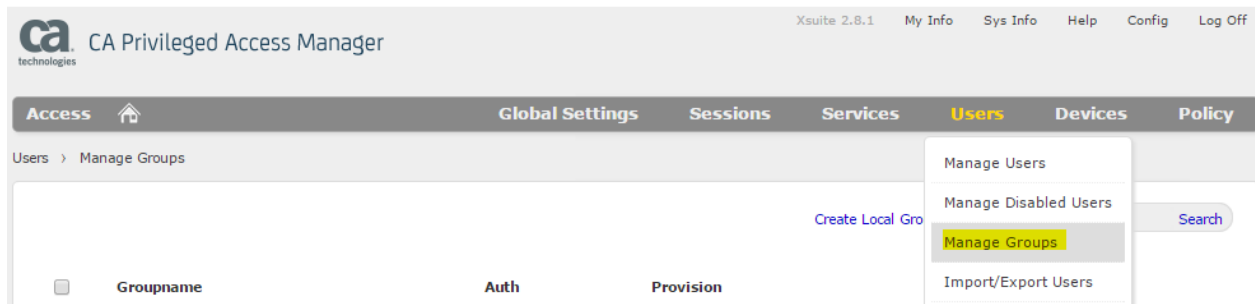 Xsuite 2.8.1 My Info Sys Info Help Config Log Off
ca
technologies
CA Privileged Access Manager
Access Global Settings Sessions Services Users Devices Policy
Users › Manage Groups
Manage Users
Manage Disabled Users
Create Local Gro
Search
Manage Groups
Import/Export Users
Groupname Auth Provision